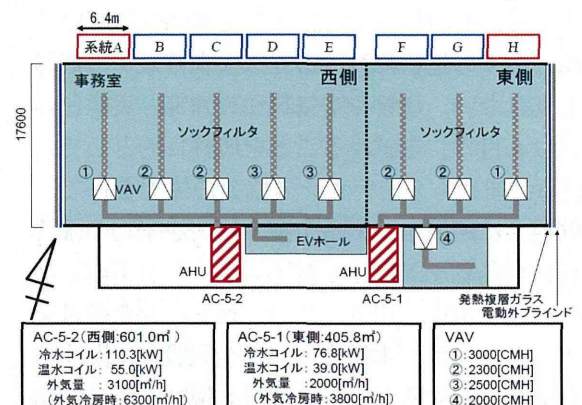 6.4m
系統A B C D E F G H
事務室 西側 東側
17600
ソックフィルタ ソックフィルタ
① ② ② ③ ③ ② ② ①
VAV
④
EVホール
AHU AHU
AC-5-2 AC-5-1
発熱複層ガラス
電動外ブラインド
AC-5-2(西側:601.0㎡)
冷水コイル:110.3[kW]
温水コイル: 55.0[kW]
外気量 :3100[㎥/h]
(外気冷房時:6300[㎥/h])
AC-5-1(東側:405.8㎡)
冷水コイル:76.8[kW]
温水コイル:39.0[kW]
外気量 :2000[㎥/h]
(外気冷房時:3800[㎥/h])
VAV
①:3000[CMH]
②:2300[CMH]
③:2500[CMH]
④:2000[CMH]